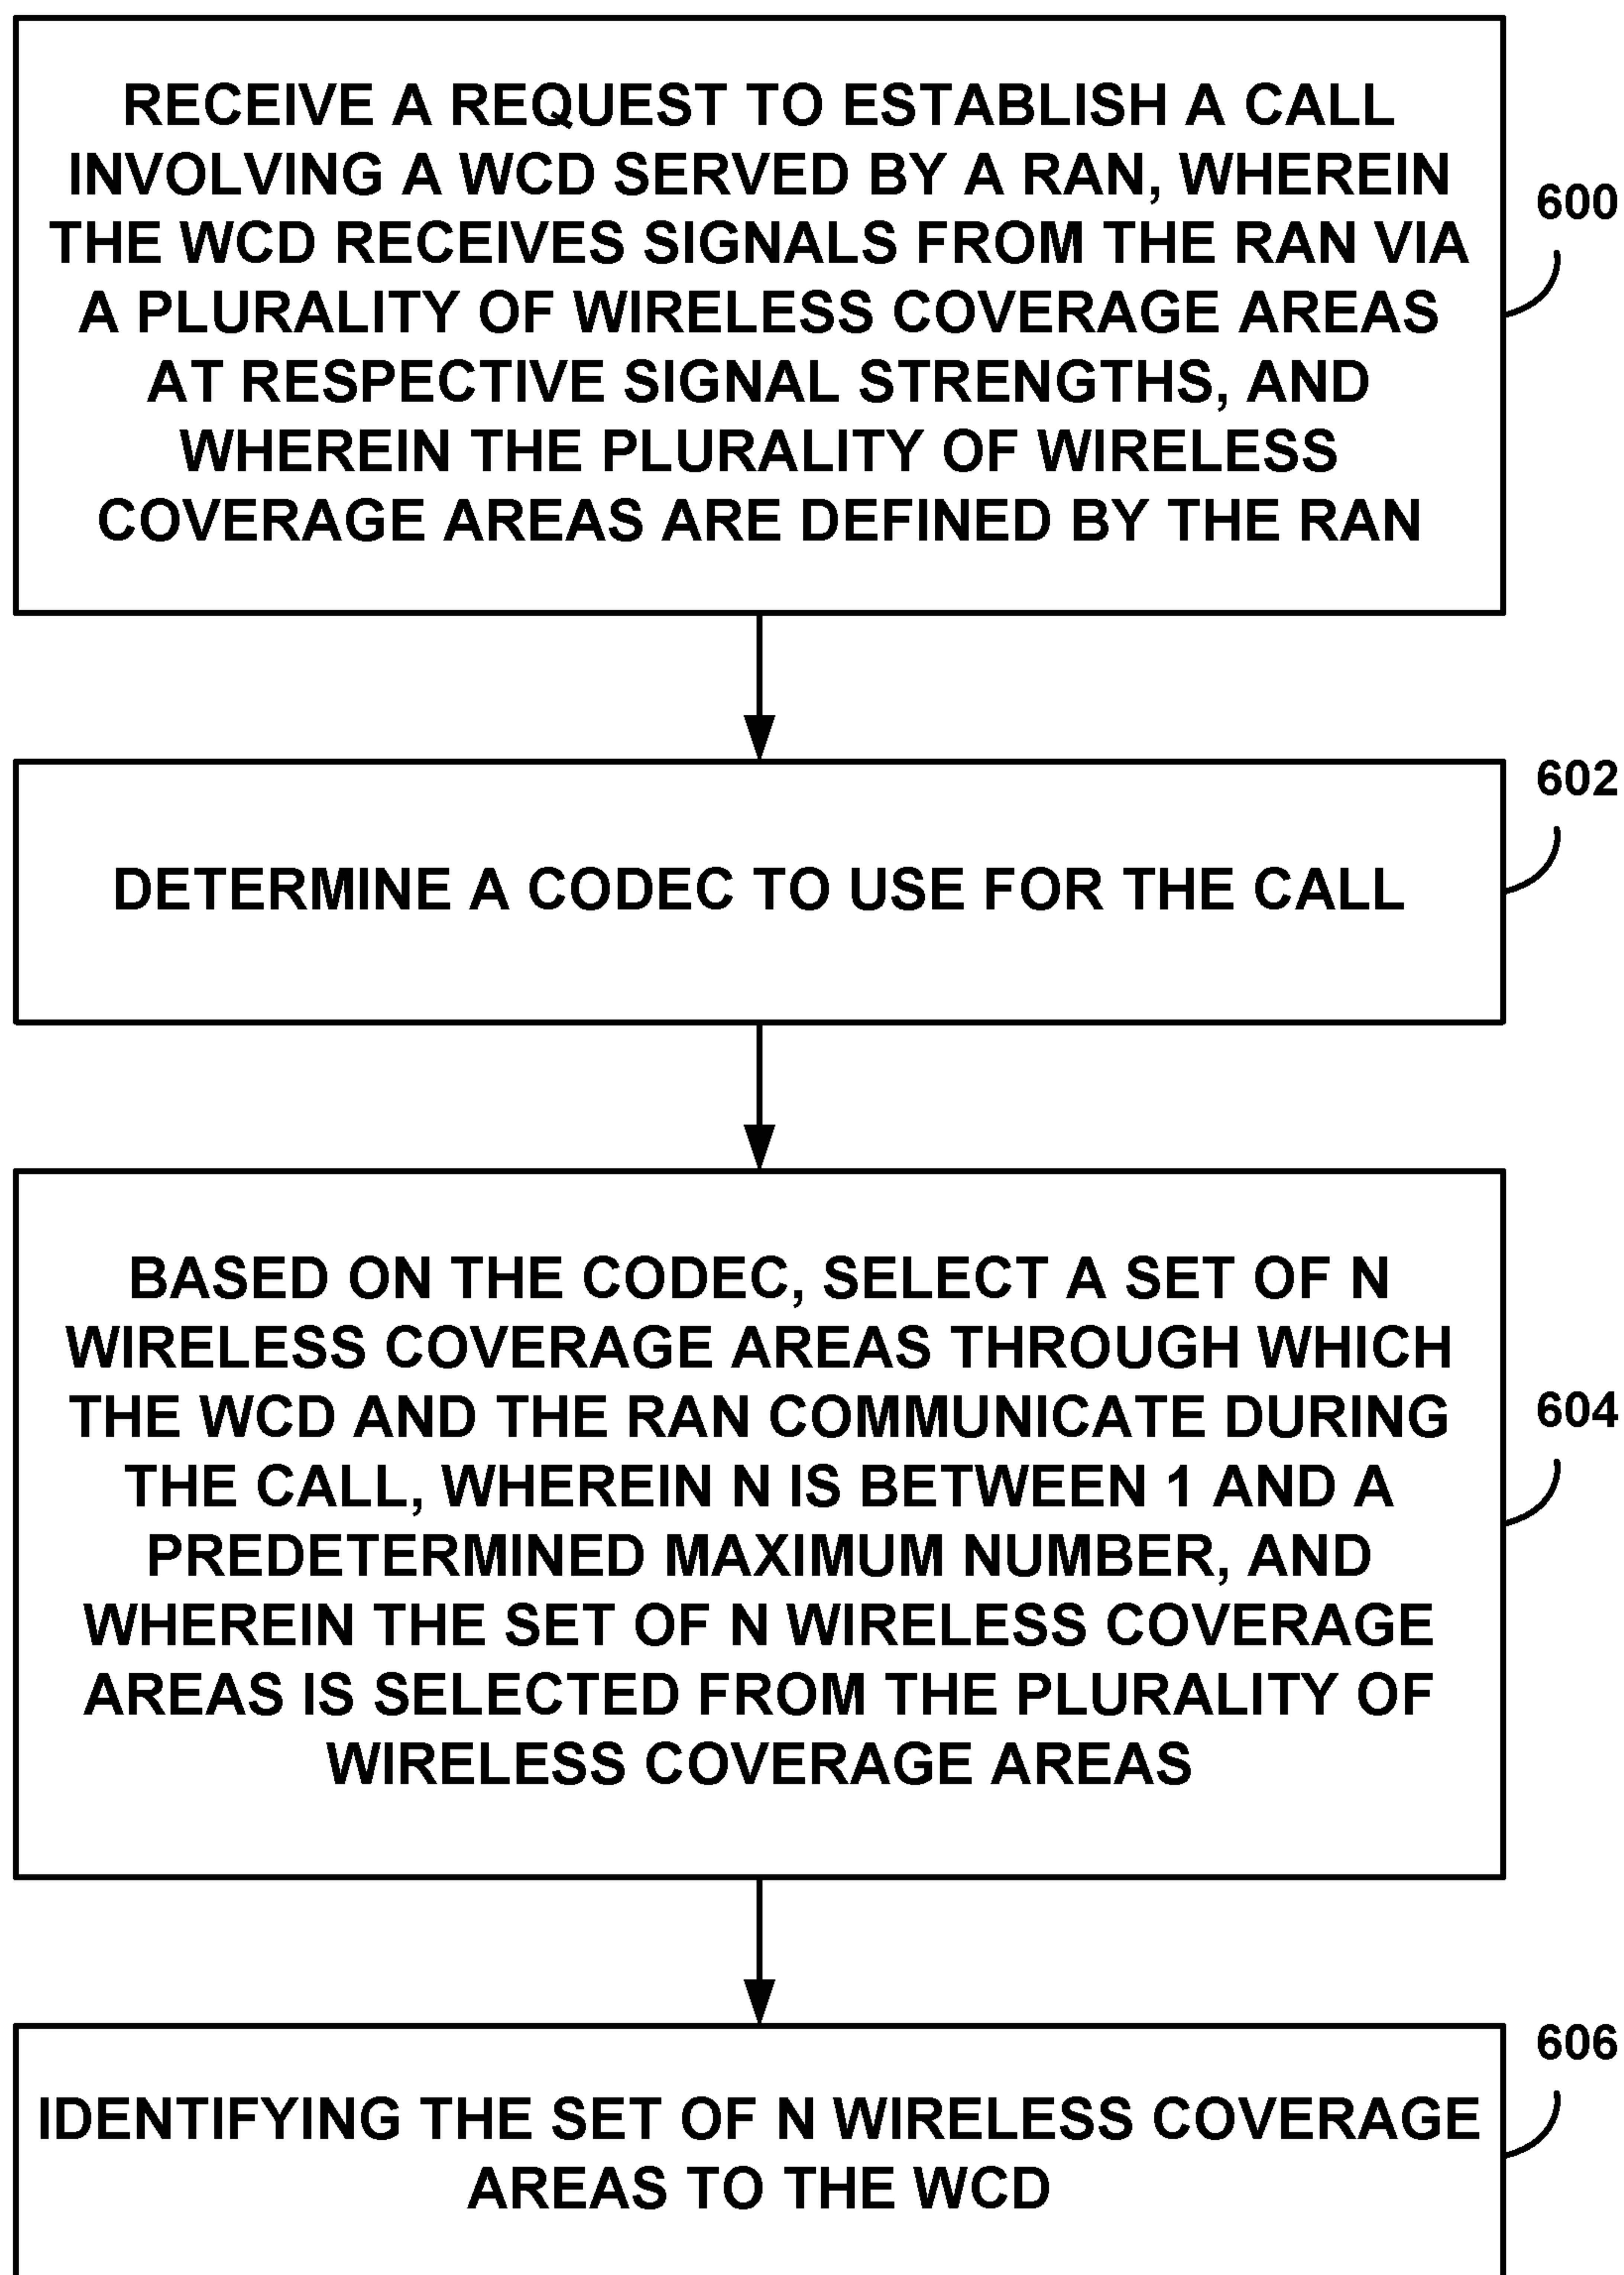 RECEIVE A REQUEST TO ESTABLISH A CALL
INVOLVING A WCD SERVED BY A RAN, WHEREIN
THE WCD RECEIVES SIGNALS FROM THE RAN VIA
A PLURALITY OF WIRELESS COVERAGE AREAS
AT RESPECTIVE SIGNAL STRENGTHS, AND
WHEREIN THE PLURALITY OF WIRELESS
COVERAGE AREAS ARE DEFINED BY THE RAN
600
DETERMINE A CODEC TO USE FOR THE CALL
602
BASED ON THE CODEC, SELECT A SET OF N
WIRELESS COVERAGE AREAS THROUGH WHICH
THE WCD AND THE RAN COMMUNICATE DURING
THE CALL, WHEREIN N IS BETWEEN 1 AND A
PREDETERMINED MAXIMUM NUMBER, AND
WHEREIN THE SET OF N WIRELESS COVERAGE
AREAS IS SELECTED FROM THE PLURALITY OF
WIRELESS COVERAGE AREAS
604
IDENTIFYING THE SET OF N WIRELESS COVERAGE
AREAS TO THE WCD
606